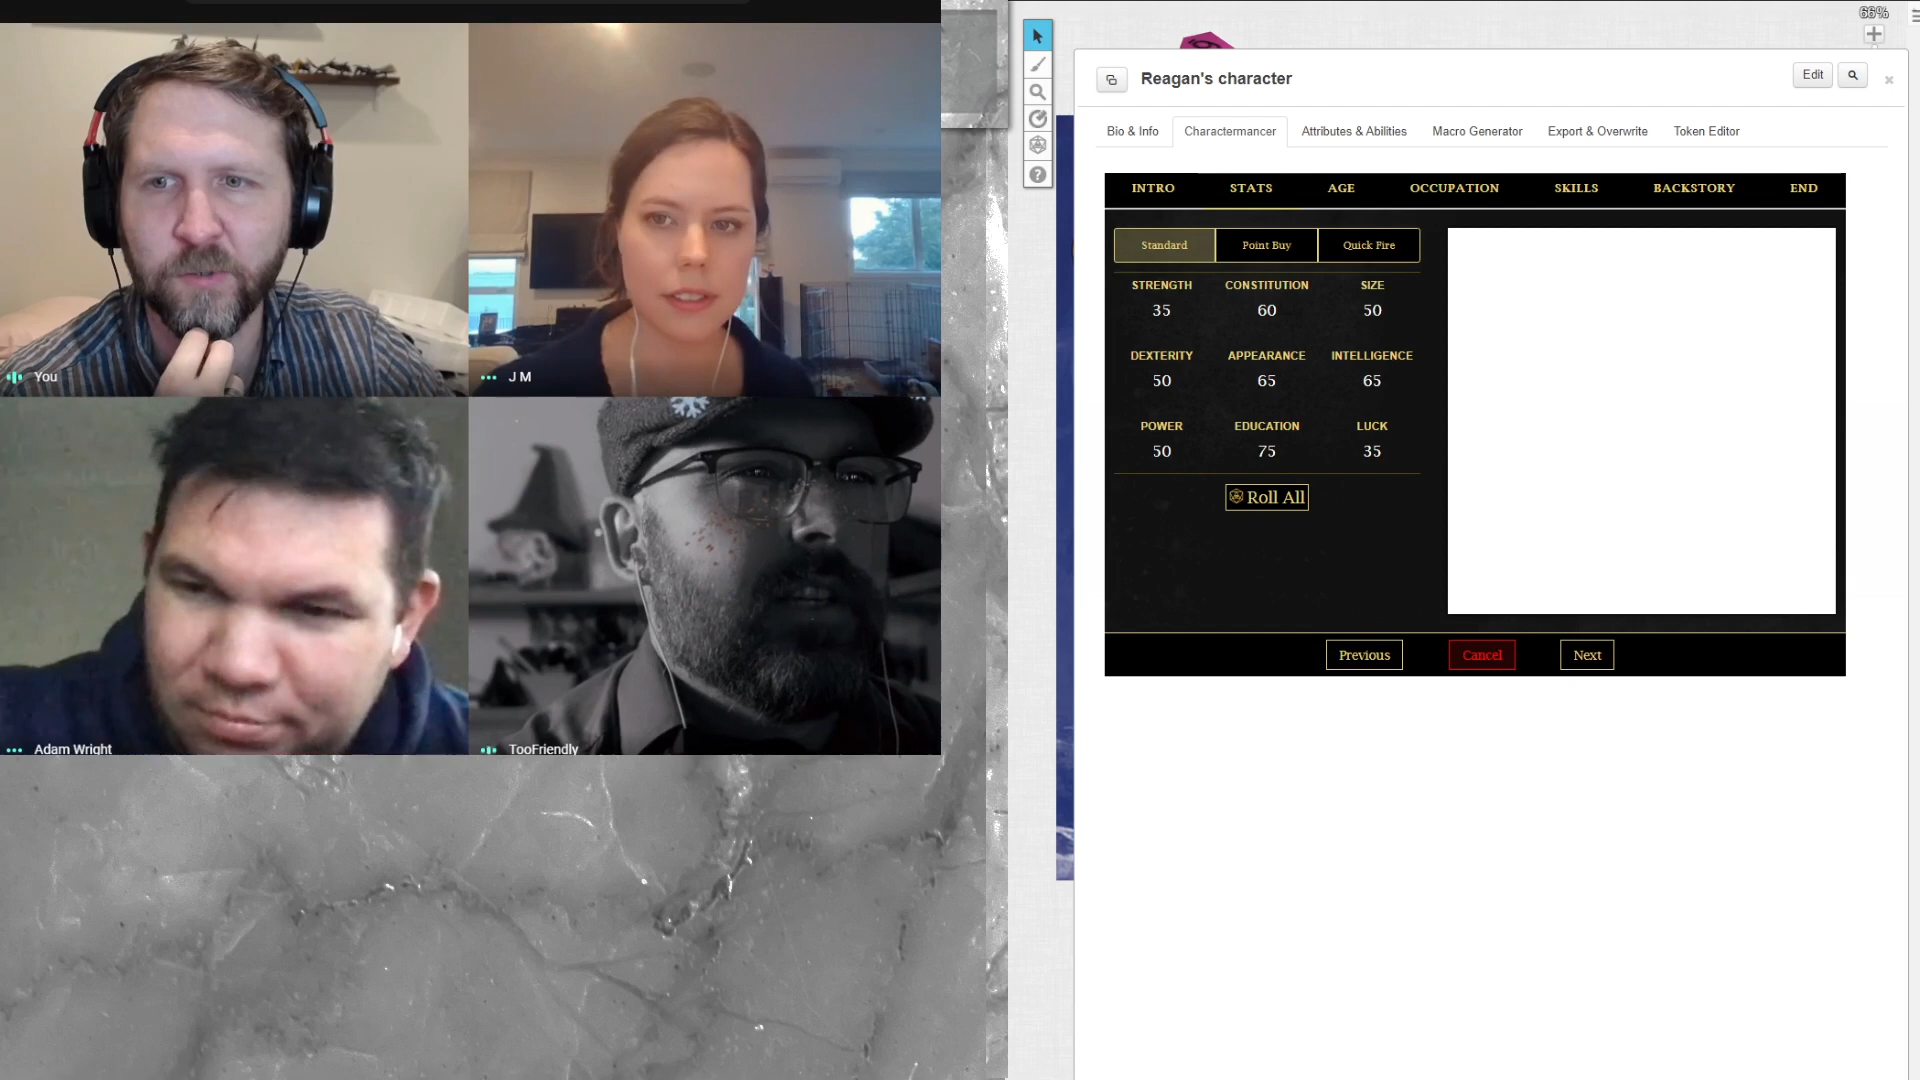 You
J M
Adam Wright
TooFriendly
66%
Reagan's character
Edit
Bio & Info
Charactermancer
Attributes & Abilities
Macro Generator
Export & Overwrite
Token Editor
INTRO
STATS
AGE
OCCUPATION
SKILLS
BACKSTORY
END
Standard
Point Buy
Quick Fire
STRENGTH CONSTITUTION SIZE
35 60 50
DEXTERITY APPEARANCE INTELLIGENCE
50 65 65
POWER EDUCATION LUCK
50 75 35
Roll All
Previous
Cancel
Next